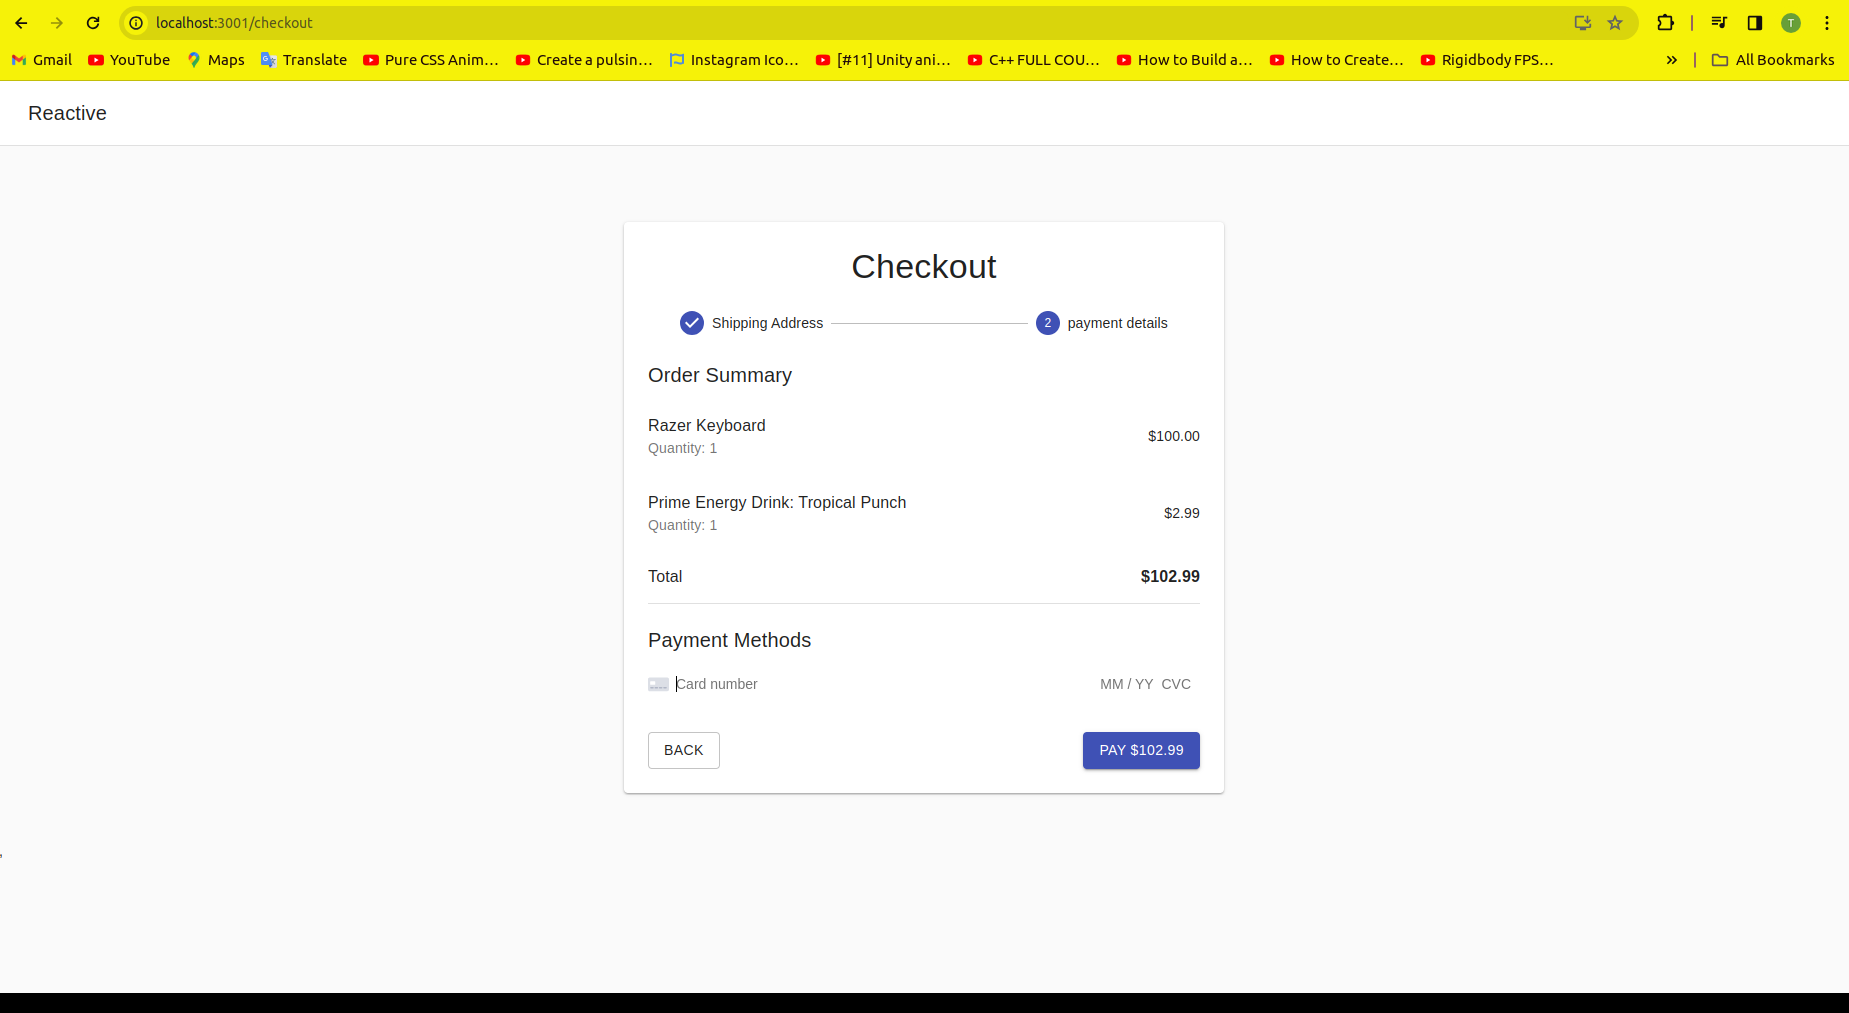 localhost:3001/checkout
T
Gmail YouTube Maps Translate Pure CSS Anim… Create a pulsin… Instagram Ico… [#11] Unity ani… C++ FULL COU… How to Build a… How to Create… Rigidbody FPS… » All Bookmarks
Reactive
Checkout
Shipping Address 2 payment details
Order Summary
Razer Keyboard
Quantity: 1
$100.00
Prime Energy Drink: Tropical Punch
Quantity: 1
$2.99
Total $102.99
Payment Methods
Card number MM / YY CVC
BACK PAY $102.99